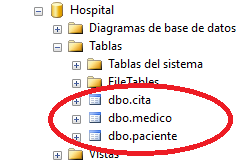 Hospital
Diagramas de base de datos
Tablas
Tablas del sistema
FileTables
dbo.cita
dbo.medico
dbo.paciente
Vistas